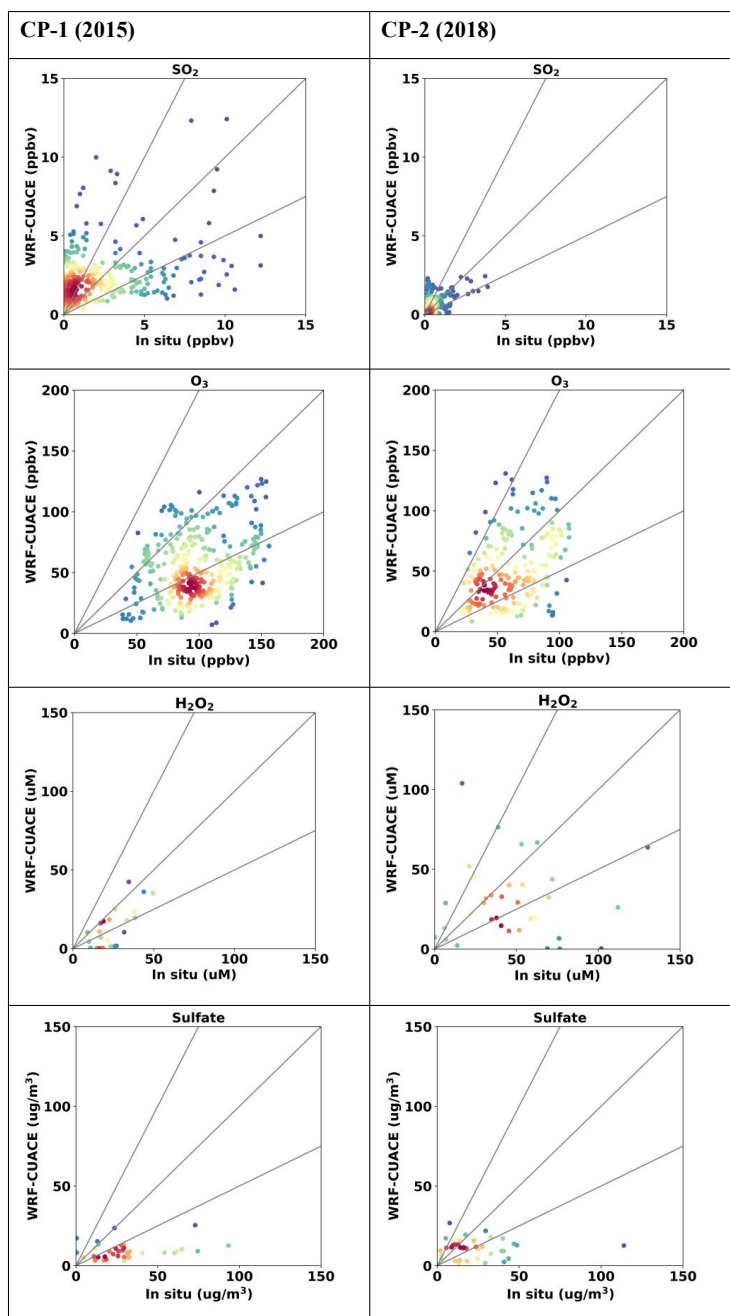 CP-1 (2015)
CP-2 (2018)
SO₂
WRF-CUACE (ppbv)
15
10
5
0
0 5 10 15
In situ (ppbv)
SO₂
WRF-CUACE (ppbv)
15
10
5
0
0 5 10 15
In situ (ppbv)
O₃
WRF-CUACE (ppbv)
200
150
100
50
0
0 50 100 150 200
In situ (ppbv)
O₃
WRF-CUACE (ppbv)
200
150
100
50
0
0 50 100 150 200
In situ (ppbv)
H₂O₂
WRF-CUACE (uM)
150
100
50
0
0 50 100 150
In situ (uM)
H₂O₂
WRF-CUACE (uM)
150
100
50
0
0 50 100 150
In situ (uM)
Sulfate
WRF-CUACE (ug/m³)
150
100
50
0
0 50 100 150
In situ (ug/m³)
Sulfate
WRF-CUACE (ug/m³)
150
100
50
0
0 50 100 150
In situ (ug/m³)